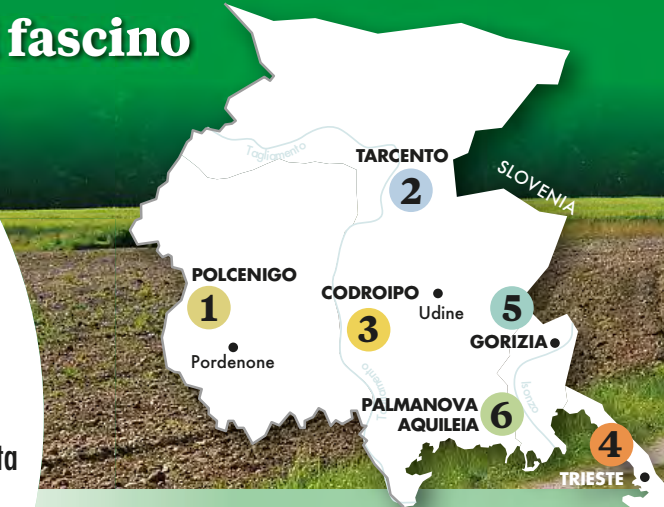 fascino
Tagliamento
TARCENTO
2
SLOVENIA
POLCENIGO
1
CODROIPO
3
Udine
5
GORIZIA
Pordenone
Isonzo
PALMANOVA
AQUILEIA
6
4
TRIESTE
ta